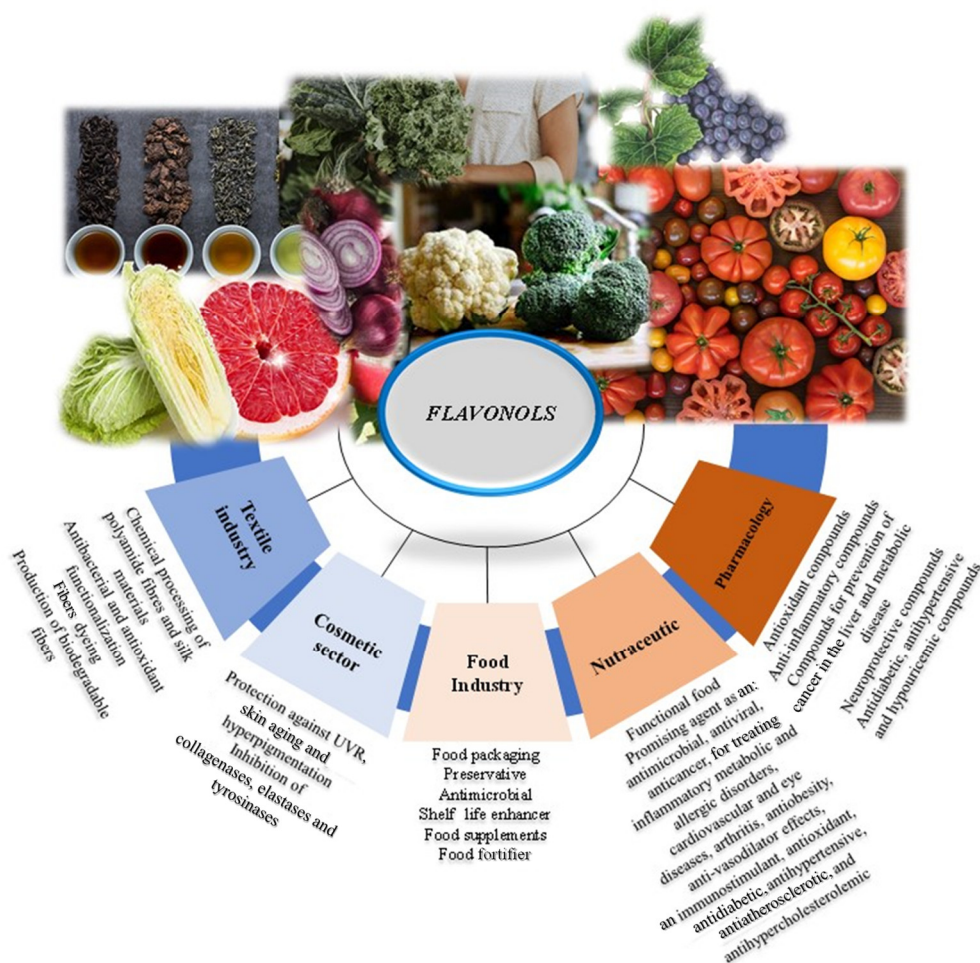 FLAVONOLS
Textile
industry
Chemical processing of
polyamide fibres and silk
materials
Antibacterial and antioxidant
functionalization
Fibers dyeing
Production of biodegradable
fibers
Cosmetic
sector
Protection against UVR,
skin aging and
hyperpigmentation
Inhibition of
collagenases, elastases and
tyrosinases
Food
Industry
Food packaging
Preservative
Antimicrobial
Shelf life enhancer
Food supplements
Food fortifier
Nutraceutic
Functional food
Promising agent as an:
antimicrobial, antiviral,
anticancer, for treating
inflammatory metabolic and
allergic disorders,
cardiovascular and eye
diseases, arthritis, antiobesity,
anti-vasodilator effects,
an immunostimulant, antioxidant,
antidiabetic, antihypertensive,
antiatherosclerotic, and
antihypercholesterolemic
Pharmacology
Antioxidant compounds
Anti-inflammatory compounds
Compounds for prevention of
cancer in the liver and metabolic
disease
Neuroprotective compounds
Antidiabetic, antihypertensive
and hypouricemic compounds